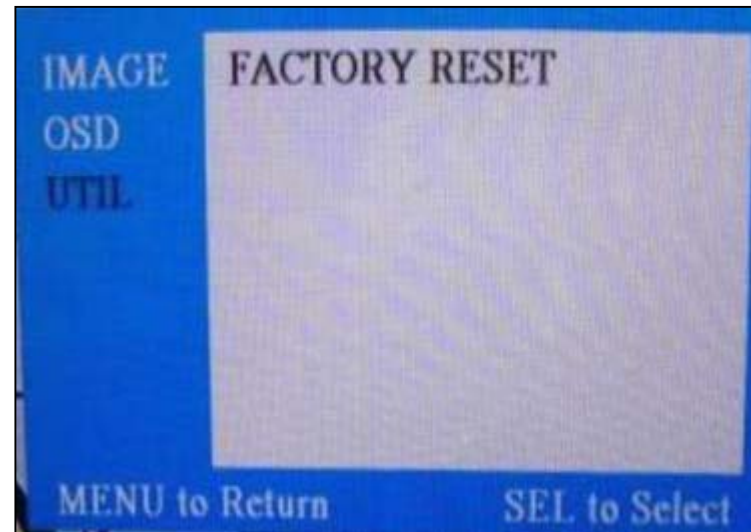 IMAGE
OSD
UTIL
FACTORY RESET
MENU to Return
SEL to Select